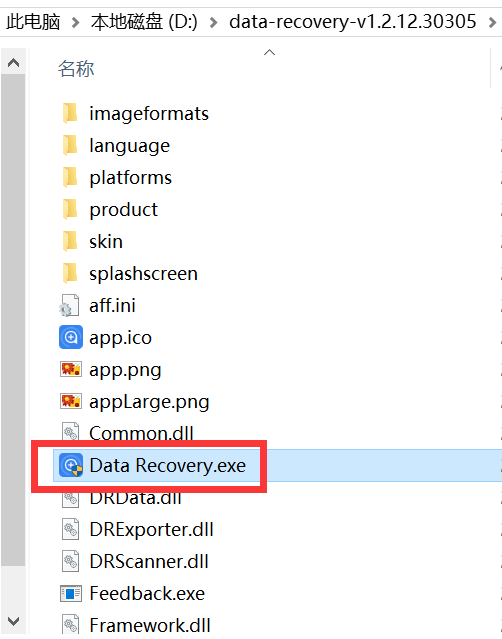 此电脑 > 本地磁盘 (D:) > data-recovery-v1.2.12.30305 >
名称
imageformats
language
platforms
product
skin
splashscreen
aff.ini
app.ico
app.png
appLarge.png
Common.dll
Data Recovery.exe
DRData.dll
DRExporter.dll
DRScanner.dll
Feedback.exe
Framework.dll